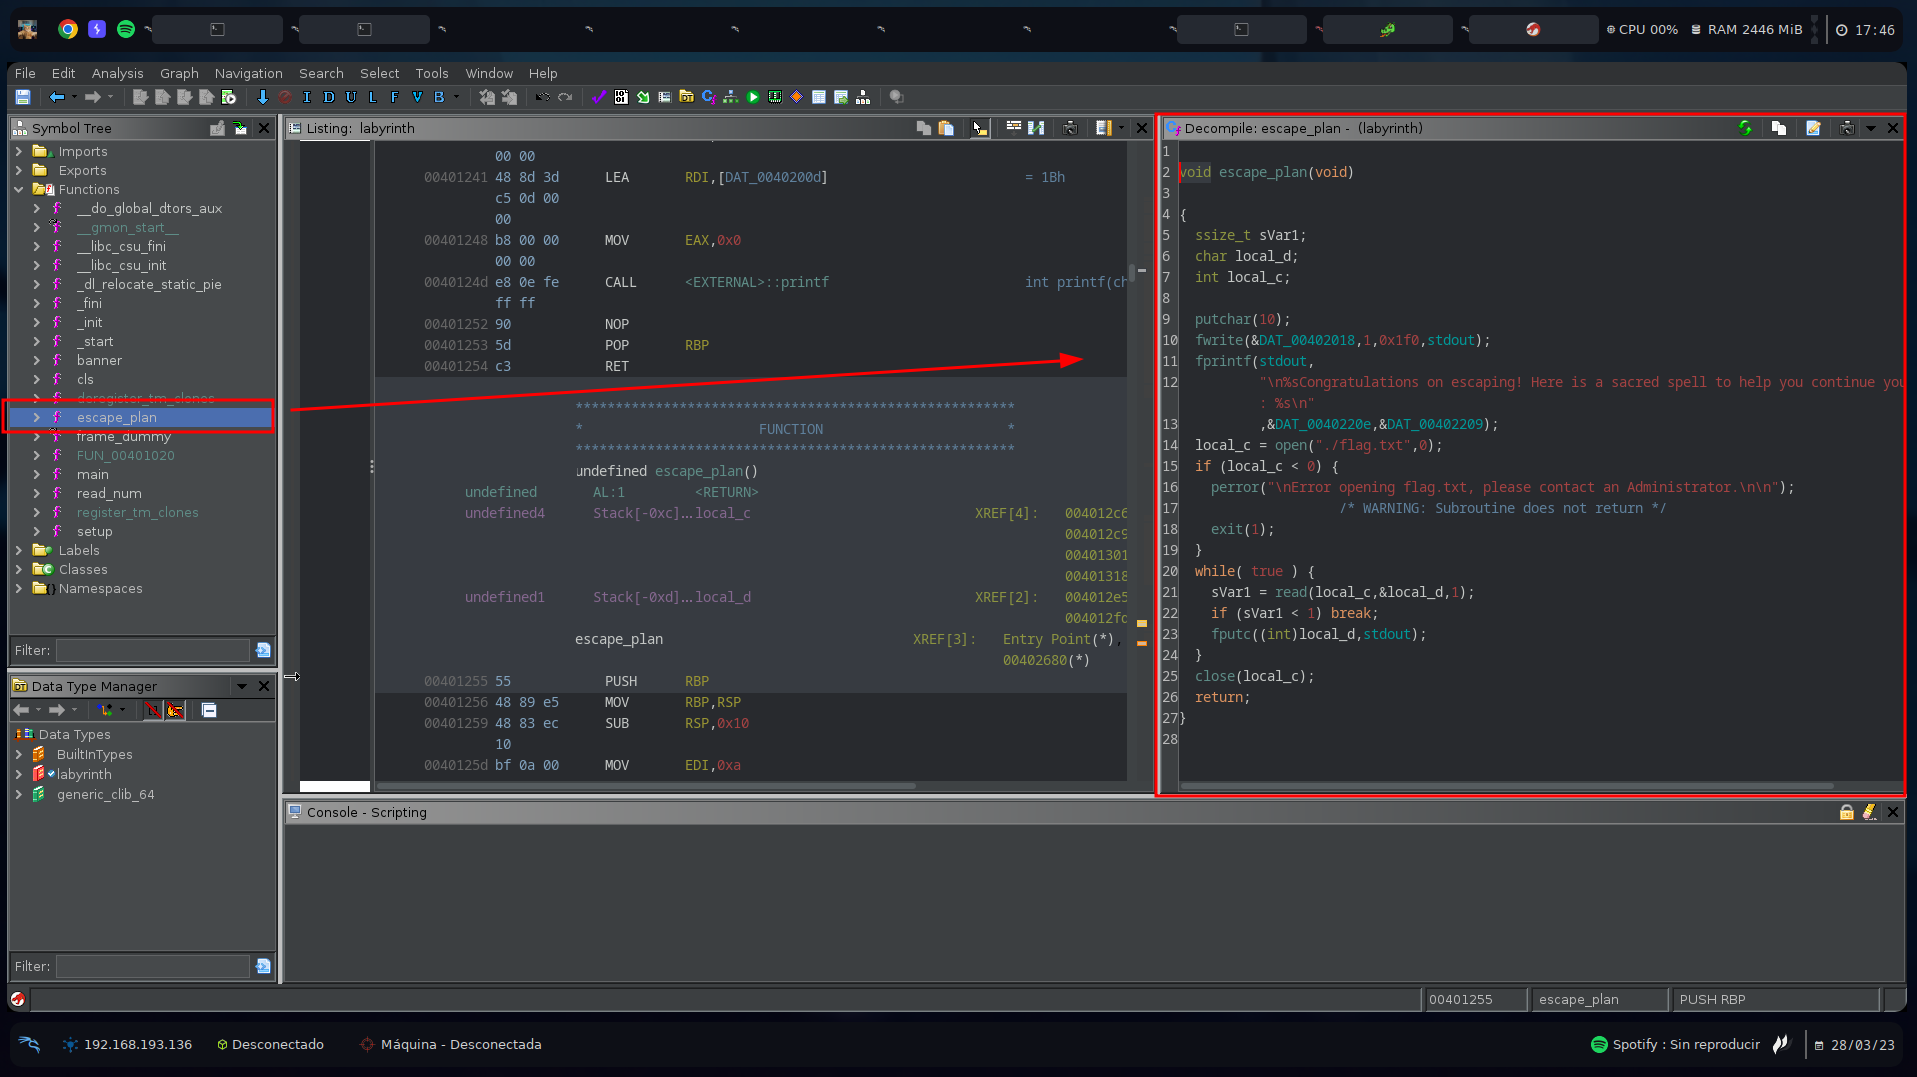 CPU 00% RAM 2446 MiB 17:46
File Edit Analysis Graph Navigation Search Select Tools Window Help
I D U L F V B
Symbol Tree
Imports
Exports
Functions
__do_global_dtors_aux
__gmon_start__
__libc_csu_fini
__libc_csu_init
_dl_relocate_static_pie
_fini
_init
_start
banner
cls
deregister_tm_clones
escape_plan
frame_dummy
FUN_00401020
main
read_num
register_tm_clones
setup
Labels
Classes
Namespaces
Filter:
Data Type Manager
Data Types
BuiltInTypes
labyrinth
generic_clib_64
Filter:
Listing: labyrinth
00 00
00401241 48 8d 3d LEA RDI,[DAT_0040200d] = 1Bh
c5 0d 00
00
00401248 b8 00 00 MOV EAX,0x0
00 00
0040124d e8 0e fe CALL <EXTERNAL>::printf int printf(ch
ff ff
00401252 90 NOP
00401253 5d POP RBP
00401254 c3 RET
*******************************************************
* FUNCTION *
*******************************************************
undefined escape_plan()
undefined AL:1 <RETURN>
undefined4 Stack[-0xc]... local_c XREF[4]: 004012c6
004012c9
00401301
00401318
undefined1 Stack[-0xd]... local_d XREF[2]: 004012e5
004012fd
escape_plan XREF[3]: Entry Point(*),
00402680(*)
00401255 55 PUSH RBP
00401256 48 89 e5 MOV RBP,RSP
00401259 48 83 ec SUB RSP,0x10
10
0040125d bf 0a 00 MOV EDI,0xa
Decompile: escape_plan - (labyrinth)
1
2 void escape_plan(void)
3
4 {
5 ssize_t sVar1;
6 char local_d;
7 int local_c;
8
9 putchar(10);
10 fwrite(&DAT_00402018,1,0x1f0,stdout);
11 fprintf(stdout,
12 "\n%sCongratulations on escaping! Here is a sacred spell to help you continue you
: %s\n"
13 ,&DAT_0040220e,&DAT_00402209);
14 local_c = open("./flag.txt",0);
15 if (local_c < 0) {
16 perror("\nError opening flag.txt, please contact an Administrator.\n\n");
17 /* WARNING: Subroutine does not return */
18 exit(1);
19 }
20 while( true ) {
21 sVar1 = read(local_c,&local_d,1);
22 if (sVar1 < 1) break;
23 fputc((int)local_d,stdout);
24 }
25 close(local_c);
26 return;
27 }
28
Console - Scripting
00401255 escape_plan PUSH RBP
192.168.193.136 Desconectado Máquina - Desconectada Spotify : Sin reproducir 28/03/23